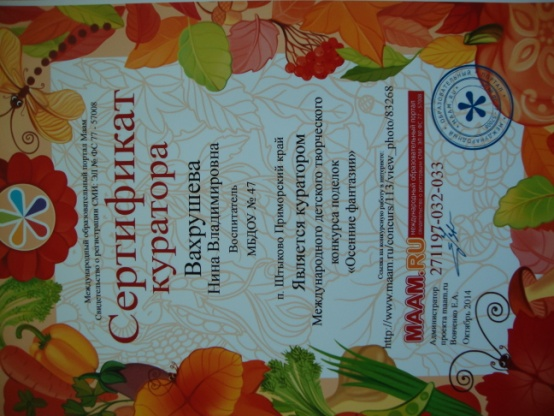 Международный образовательный портал Маам
Свидетельство о регистрации СМИ: ЭЛ № ФС 77 - 57008
Сертификат
куратора
Вахрушева
Нина Владимировна
Воспитатель
МБДОУ № 47
п. Штыково Приморский край
Является куратором
Международного детского творческого
конкурса поделок
«Осенние фантазии»
Ссылка на конкурсную работу в интернете:
http://www.maam.ru/concurs/113/view_photo/83268
MAAM.RU
международный образовательный портал
271197-032-033
Администратор
проекта maam.ru
Вовченко Е.А.
Октябрь 2014